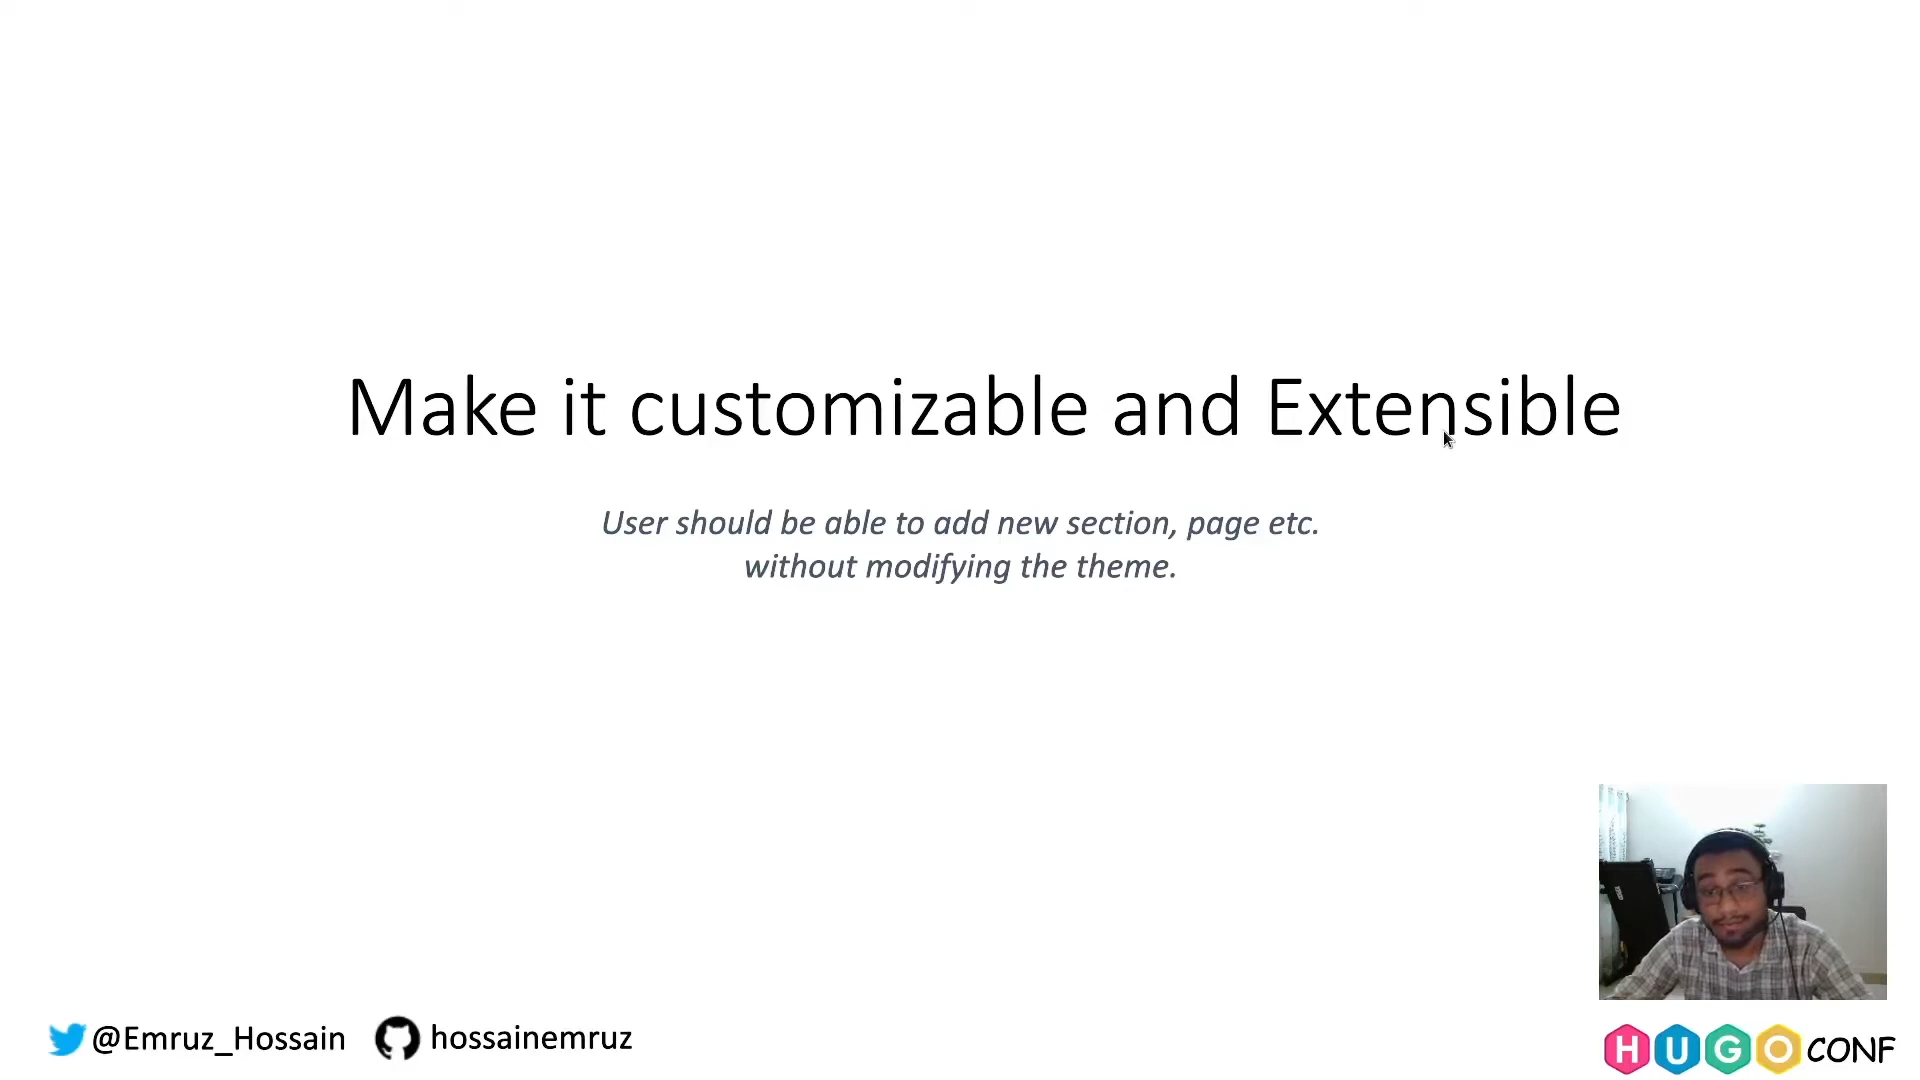 Make it customizable and Extensible
User should be able to add new section, page etc.
without modifying the theme.
@Emruz_Hossain hossainemruz
HUGO CONF